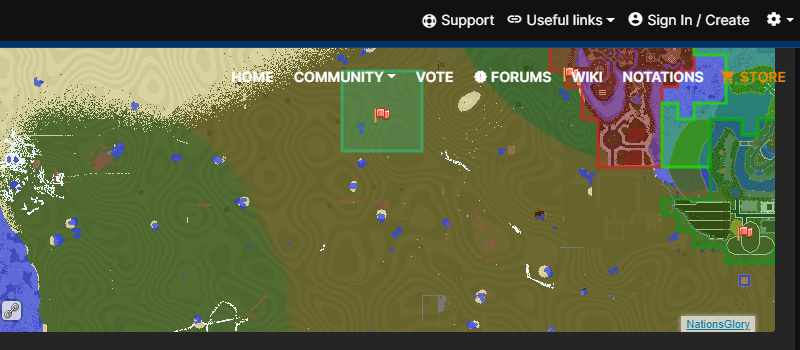 Support Useful links Sign In / Create
HOME COMMUNITY VOTE FORUMS WIKI NOTATIONS STORE
NationsGlory